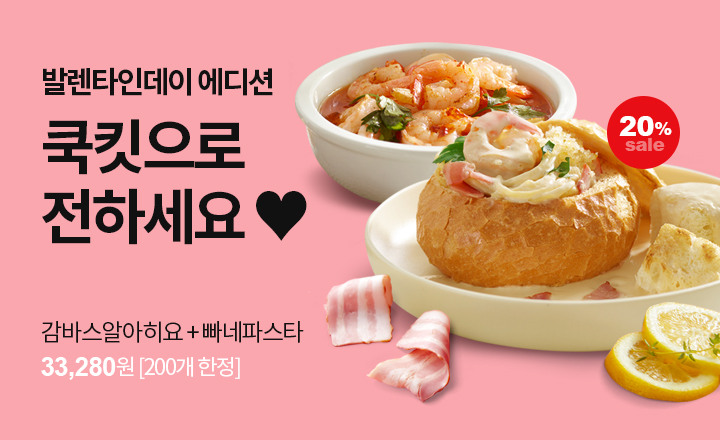 발렌타인데이 에디션
쿡킷으로
전하세요 ♥
20%
sale
감바스알아히요 + 빠네파스타
33,280원 [200개 한정]